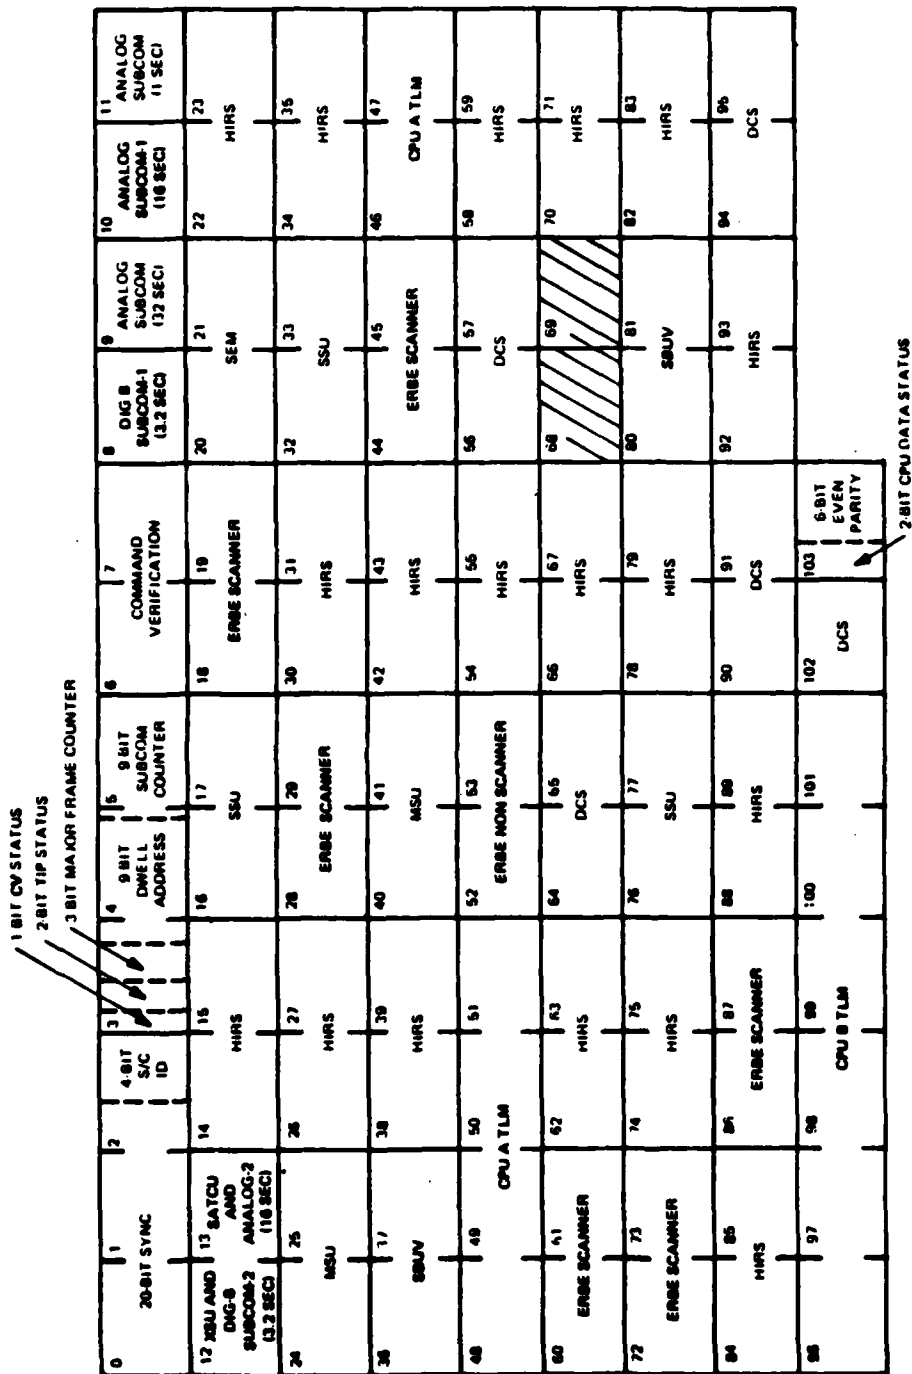 1 BIT CV STATUS
2-BIT TIP STATUS
3 BIT MAJOR FRAME COUNTER
0 1 2
20-BIT SYNC
4-BIT
S/C
ID
3
4
9 BIT
DWELL
ADDRESS
5
9 BIT
SUBCOM
COUNTER
6 7
COMMAND
VERIFICATION
8
DIG B
SUBCOM-1
(3.2 SEC)
9
ANALOG
SUBCOM
(32 SEC)
10
ANALOG
SUBCOM-1
(16 SEC)
11
ANALOG
SUBCOM
(1 SEC)
12 XSU AND
DIG-B
SUBCOM-2
(3.2 SEC)
13 SATCU
AND
ANALOG-2
(16 SEC)
14 15
HIRS
16 17
SSU
18 19
ERBE SCANNER
20 21
SEM
22 23
HIRS
24 25
MSU
26 27
HIRS
28 29
ERBE SCANNER
30 31
HIRS
32 33
SSU
34 35
HIRS
36 37
SBUV
38 39
HIRS
40 41
MSU
42 43
HIRS
44 45
ERBE SCANNER
46 47
CPU A TLM
48 49 50 51
CPU A TLM
52 53
ERBE NON SCANNER
54 55
HIRS
56 57
DCS
58 59
HIRS
60 61
ERBE SCANNER
62 63
HIRS
64 65
DCS
66 67
HIRS
68 69
70 71
HIRS
72 73
ERBE SCANNER
74 75
HIRS
76 77
SSU
78 79
HIRS
80 81
SBUV
82 83
HIRS
84 85
HIRS
86 87
ERBE SCANNER
88 89
HIRS
90 91
DCS
92 93
HIRS
94 95
DCS
96 97 98 99 100 101
CPU B TLM
102
DCS
103
6-BIT
EVEN
PARITY
2-BIT CPU DATA STATUS